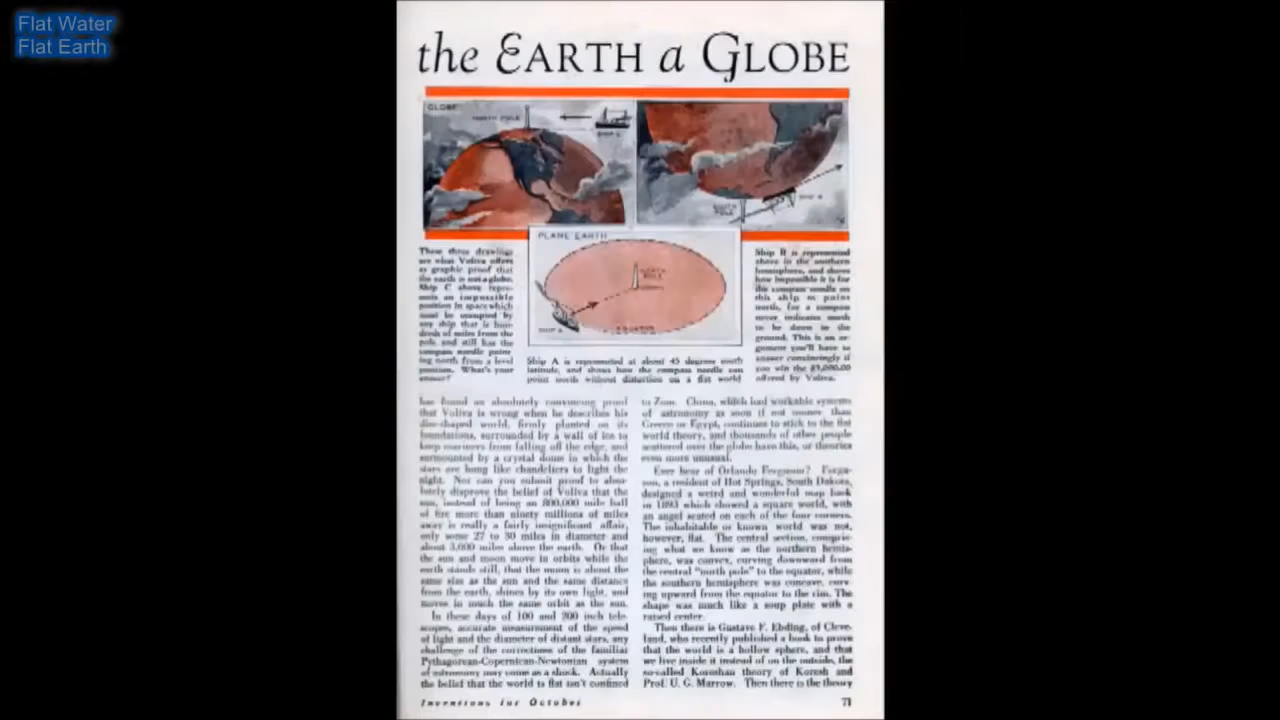 Flat Water
Flat Earth
the EARTH a GLOBE
GLOBE
NORTH POLE
SHIP C
SOUTH
POLE
SHIP B
PLANE EARTH
NORTH
POLE
SHIP A
EQUATOR
These three drawings
are what Voliva offers
as graphic proof that
the earth is not a globe.
Ship C above repre-
sents an impossible
position in space which
must be occupied by
any ship that is hun-
dreds of miles from the
pole and still has the
compass needle point-
ing north from a level
position. What's your
answer?
Ship A is represented at about 45 degrees south
latitude, and shows how the compass needle can
point north without distortion on a flat world
Ship B is represented
above in the southern
hemisphere, and shows
how impossible it is for
the compass needle on
this ship to point
north, for a compass
never indicates north
to be down in the
ground. This is an ar-
gument you'll have to
answer convincingly if
you win the $5,000.00
offered by Voliva.
has found an absolutely convincing proof
that Voliva is wrong when he describes his
disc-shaped world, firmly planted on its
foundations, surrounded by a wall of ice to
keep mariners from falling off the edge, and
surmounted by a crystal dome in which the
stars are hung like chandeliers to light the
night. Nor can you submit proof to abso-
lutely disprove the belief of Voliva that the
sun, instead of being an 800,000 mile ball
of fire more than ninety millions of miles
away is really a fairly insignificant affair,
only some 27 to 30 miles in diameter and
about 3,000 miles above the earth. Or that
the sun and moon move in orbits while the
earth stands still, that the moon is about the
same size as the sun and the same distance
from the earth, shines by its own light, and
moves in much the same orbit as the sun.
In these days of 100 and 200 inch tele-
scopes, accurate measurement of the speed
of light and the diameter of distant stars, any
challenge of the correctness of the familiar
Pythagorean-Copernican-Newtonian system
of astronomy may come as a shock. Actually
the belief that the world is flat isn't confined
to Zion. China, which had workable systems
of astronomy as soon if not sooner than
Greece or Egypt, continues to stick to the flat
world theory, and thousands of other people
scattered over the globe have this, or theories
even more unusual.
Ever hear of Orlando Ferguson? Fergu-
son, a resident of Hot Springs, South Dakota,
designed a weird and wonderful map back
in 1893 which showed a square world, with
an angel seated on each of the four corners.
The inhabitable or known world was not,
however, flat. The central section, compris-
ing what we know as the northern hemis-
phere, was convex, curving downward from
the central "north pole" to the equator, while
the southern hemisphere was concave, curv-
ing upward from the equator to the rim. The
shape was much like a soup plate with a
raised center.
Then there is Gustave F. Ebding, of Cleve-
land, who recently published a book to prove
that the world is a hollow sphere, and that
we live inside it instead of on the outside, the
so-called Koreshan theory of Koresh and
Prof. U. G. Marrow. Then there is the theory
Inventions for October
71